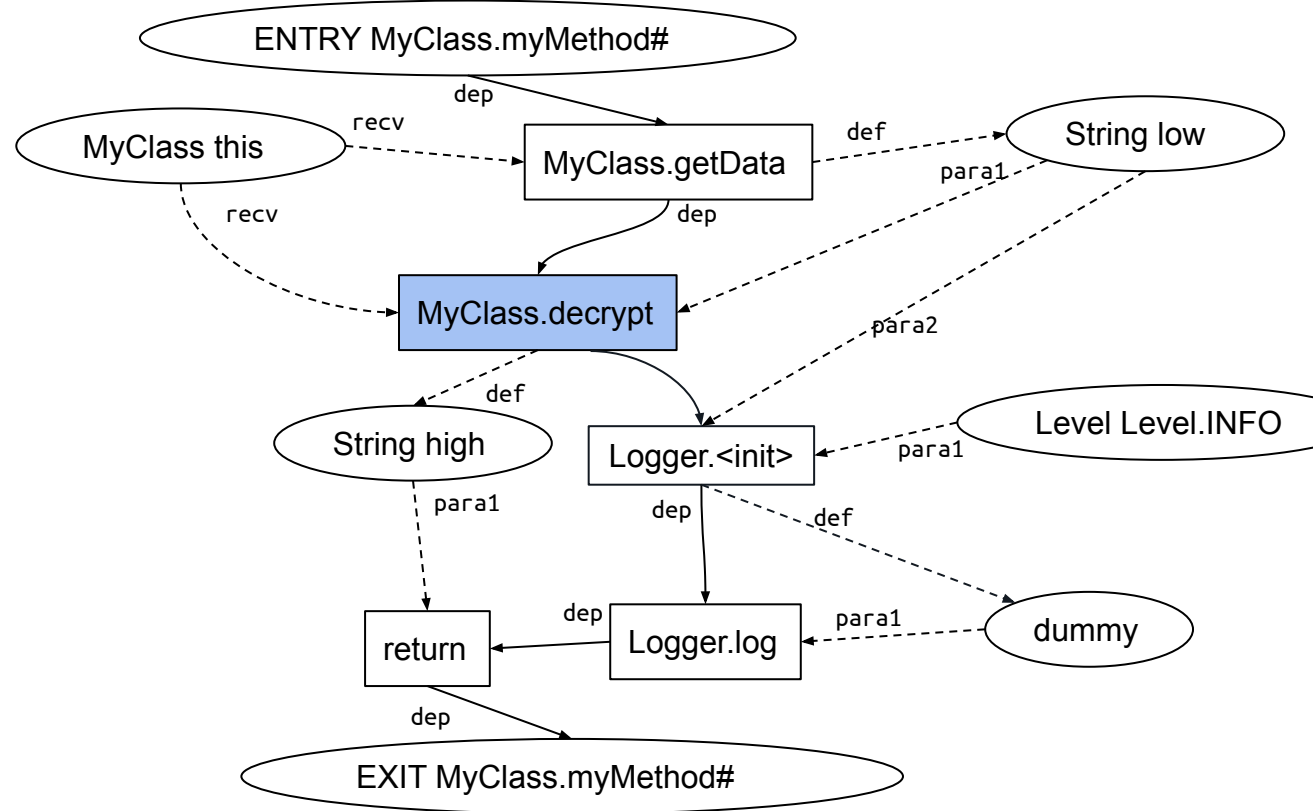 ENTRY MyClass.myMethod#
dep
MyClass this
recv
MyClass.getData
def
String low
para1
recv
dep
MyClass.decrypt
para2
def
String high
Level Level.INFO
Logger.<init>
para1
para1
dep
def
dep
para1
return
Logger.log
dummy
dep
EXIT MyClass.myMethod#